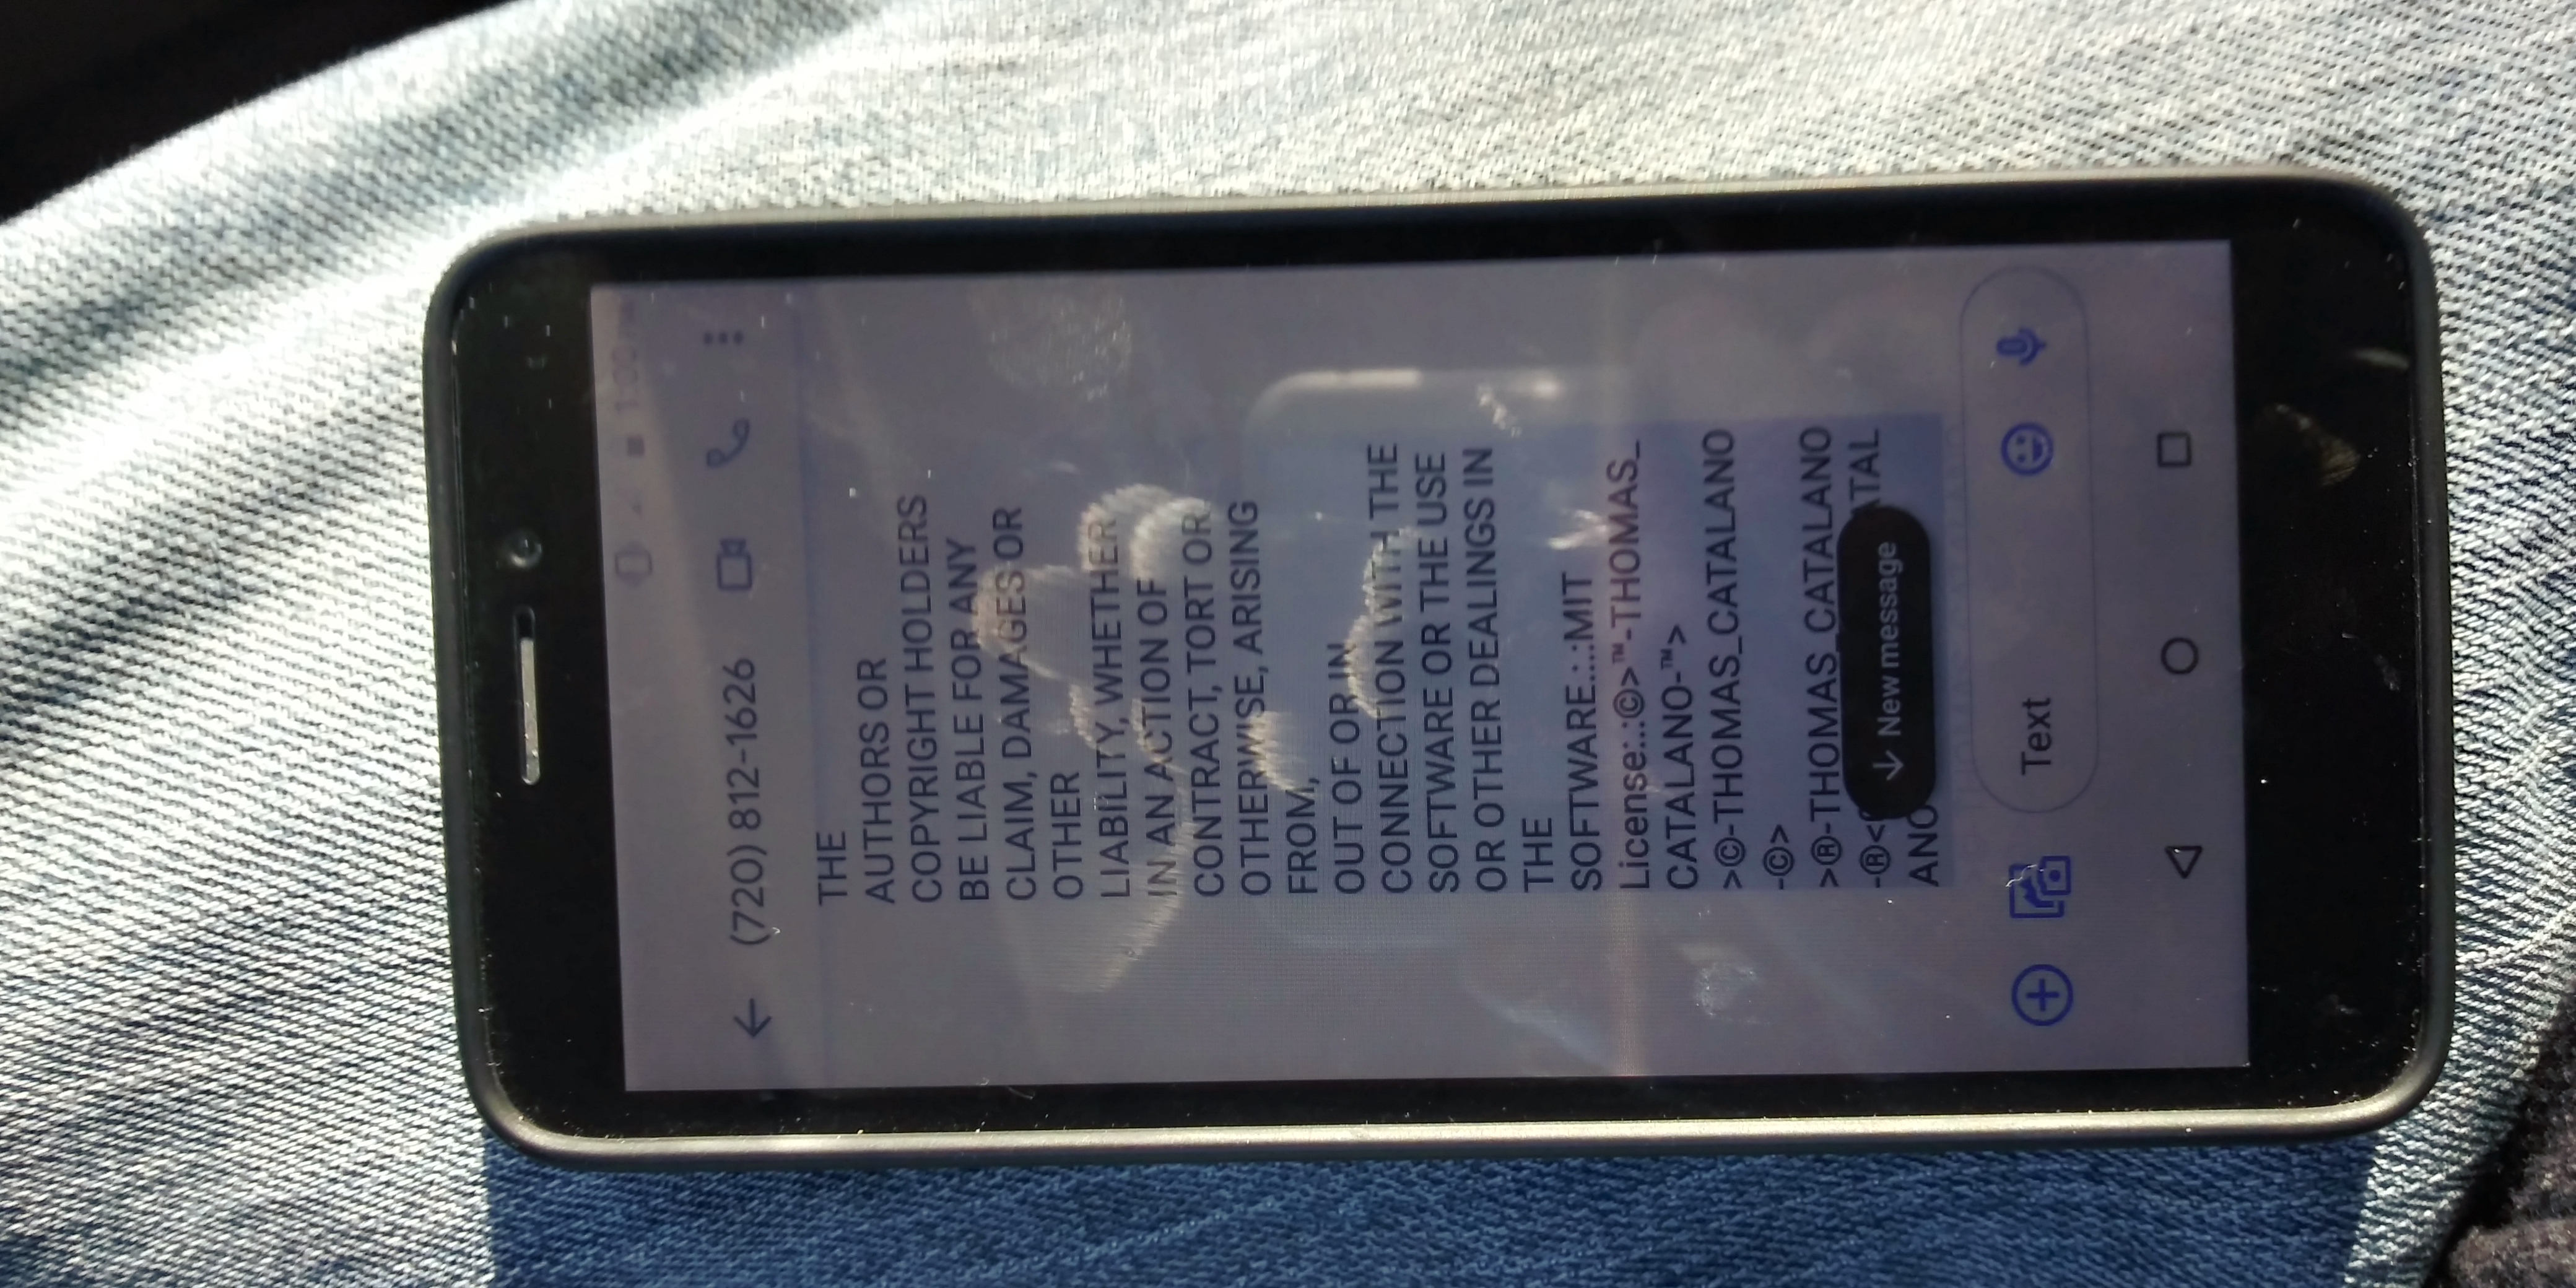 (720) 812-1626
THE
AUTHORS OR
COPYRIGHT HOLDERS
BE LIABLE FOR ANY
CLAIM, DAMAGES OR
OTHER
LIABILITY, WHETHER
IN AN ACTION OF
CONTRACT, TORT OR
OTHERWISE, ARISING
FROM,
OUT OF OR IN
CONNECTION WITH THE
SOFTWARE OR THE USE
OR OTHER DEALINGS IN
THE
SOFTWARE.:.:MIT
License:.:©>™-THOMAS_
CATALANO-™>
>©-THOMAS_CATALANO
-©>
>®-THOMAS_CATALANO
-®< ATAL
ANO
New message
Text